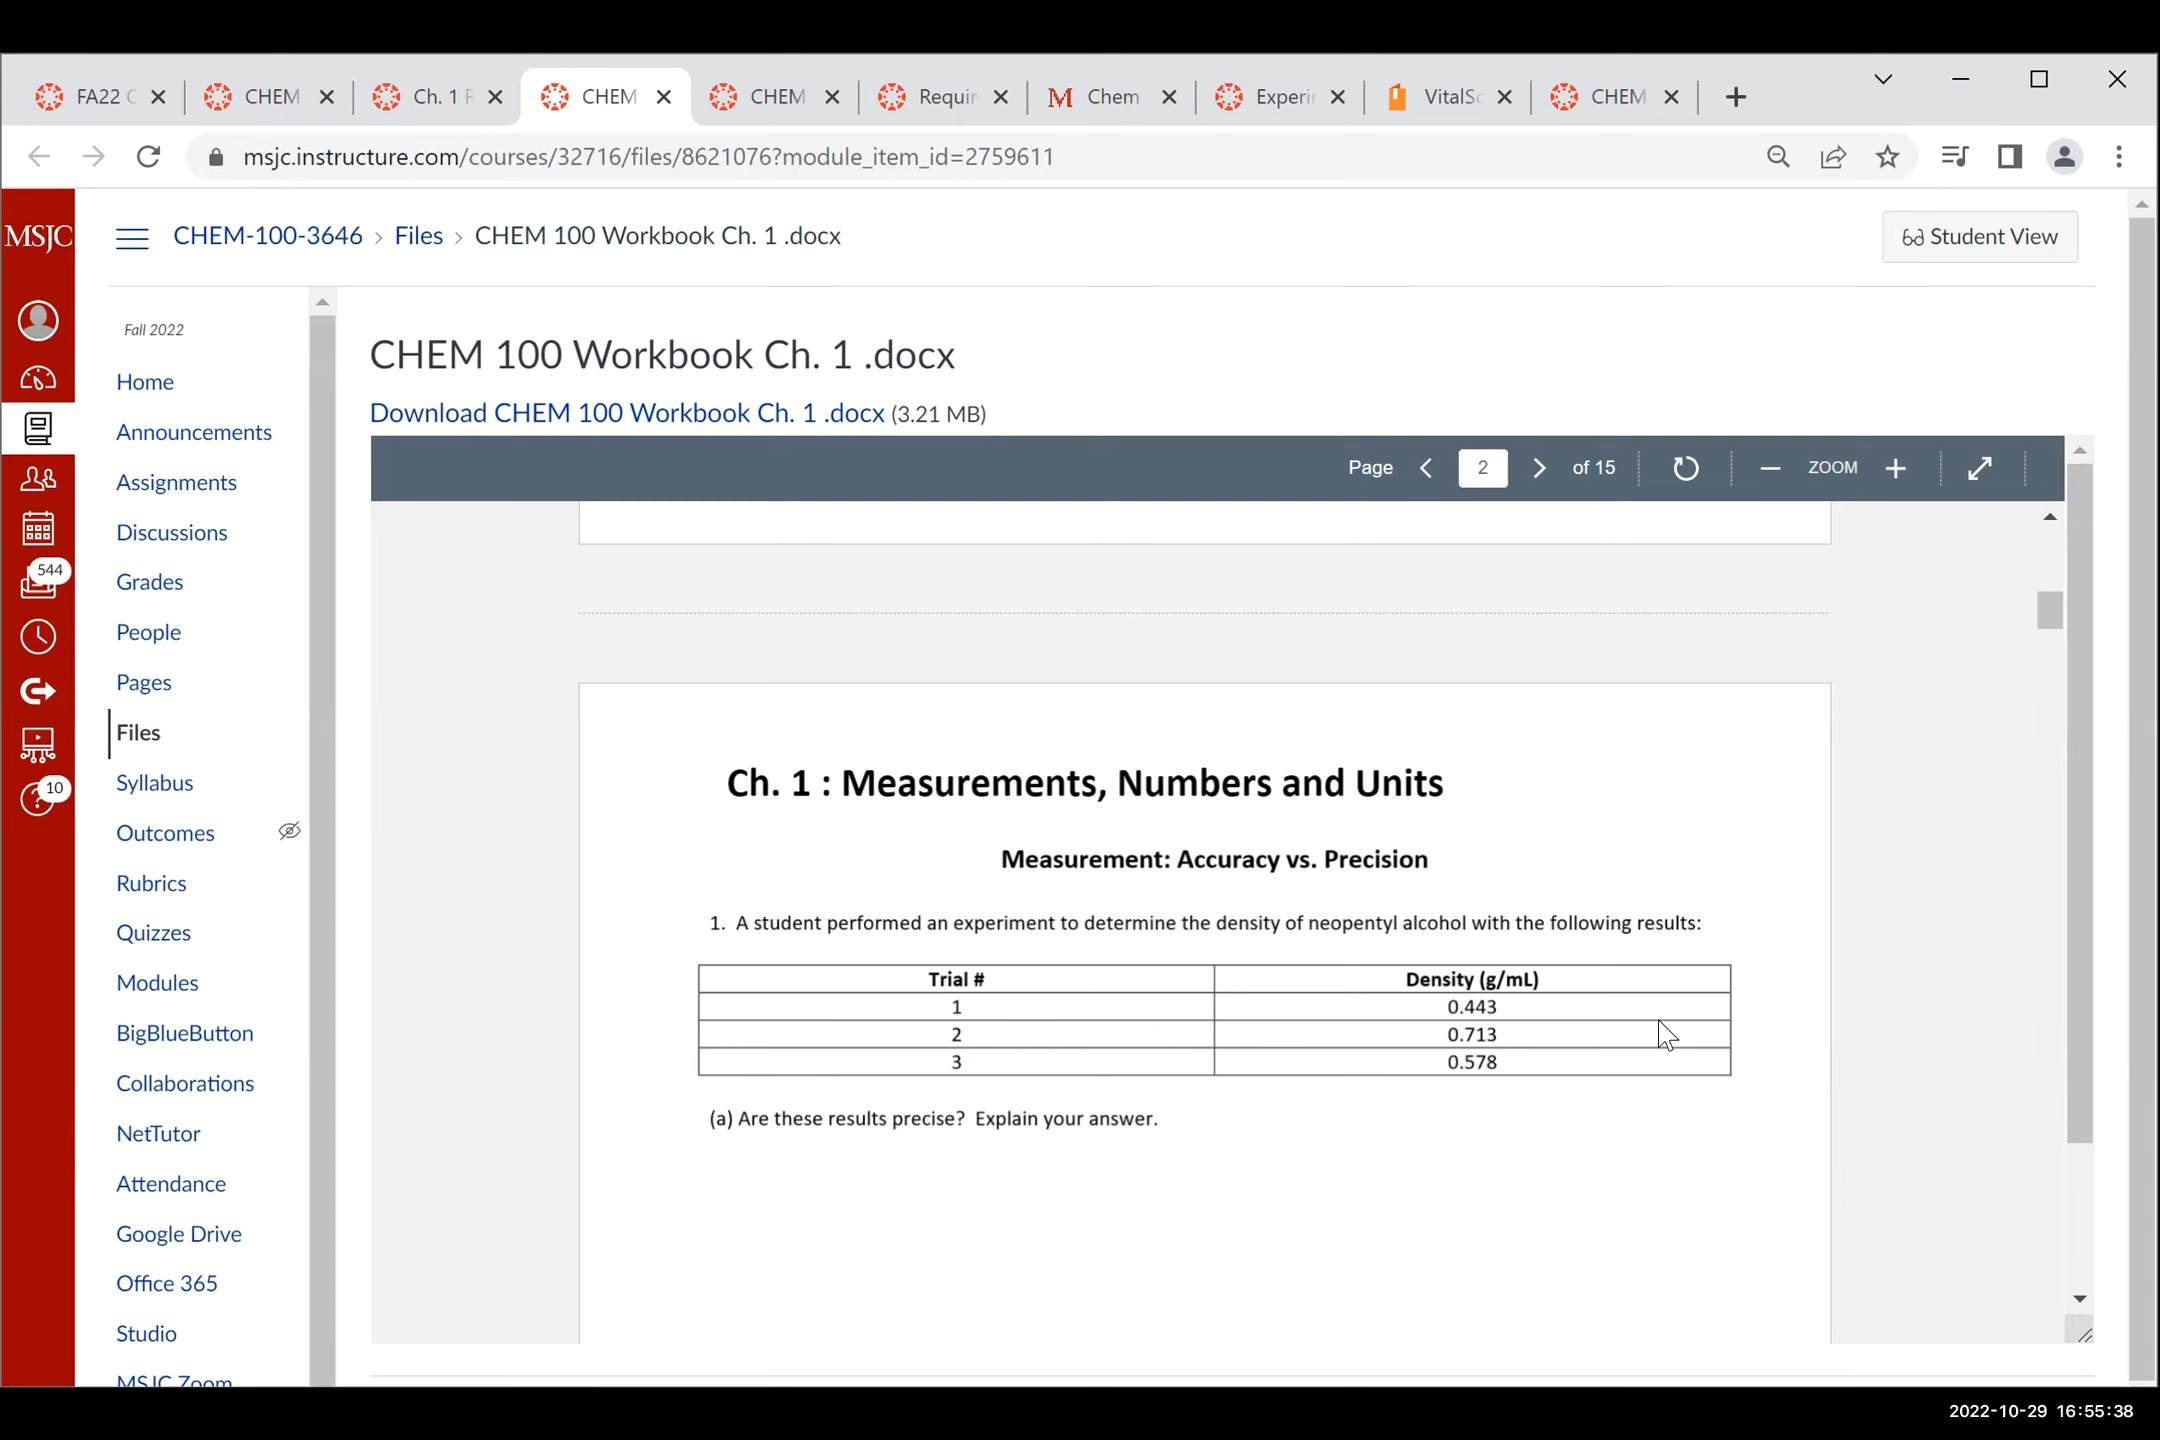 FA22
CHEM
Ch. 1
CHEM
CHEM
Requir
M Chem
Experi
VitalSo
CHEM
msjc.instructure.com/courses/32716/files/8621076?module_item_id=2759611
MSJC
CHEM-100-3646 › Files › CHEM 100 Workbook Ch. 1 .docx
Student View
Fall 2022
Home
Announcements
Assignments
Discussions
Grades
People
Pages
Files
Syllabus
Outcomes
Rubrics
Quizzes
Modules
BigBlueButton
Collaborations
NetTutor
Attendance
Google Drive
Office 365
Studio
MSJC Zoom
544
10
CHEM 100 Workbook Ch. 1 .docx
Download CHEM 100 Workbook Ch. 1 .docx (3.21 MB)
Page 2 of 15 ZOOM
Ch. 1 : Measurements, Numbers and Units
Measurement: Accuracy vs. Precision
1. A student performed an experiment to determine the density of neopentyl alcohol with the following results:
Trial # Density (g/mL)
1 0.443
2 0.713
3 0.578
(a) Are these results precise? Explain your answer.
2022-10-29 16:55:38